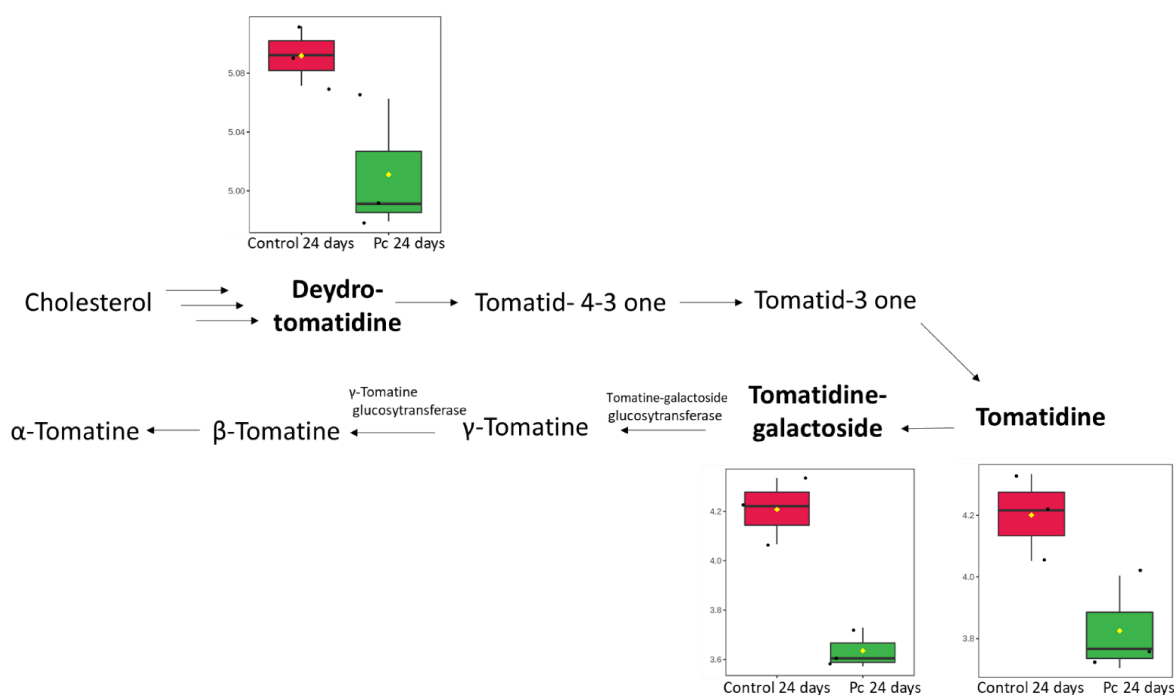 5.08
5.04
5.00
Control 24 days Pc 24 days
Cholesterol
Deydro-
tomatidine
Tomatid- 4-3 one
Tomatid-3 one
α-Tomatine
β-Tomatine
γ-Tomatine
glucosytransferase
γ-Tomatine
Tomatine-galactoside
glucosytransferase
Tomatidine-
galactoside
Tomatidine
4.2
4.0
3.8
3.6
Control 24 days Pc 24 days
4.2
4.0
3.8
Control 24 days Pc 24 days